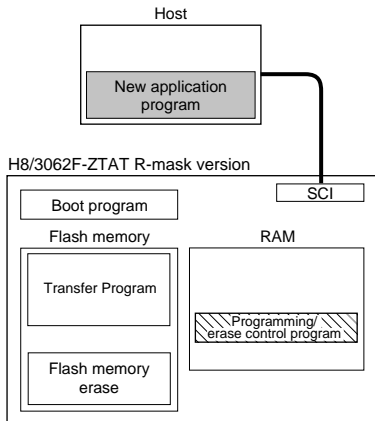 Host
New application
program
H8/3062F-ZTAT R-mask version
SCI
Boot program
Flash memory
RAM
Transfer Program
Programming/
erase control program
Flash memory
erase